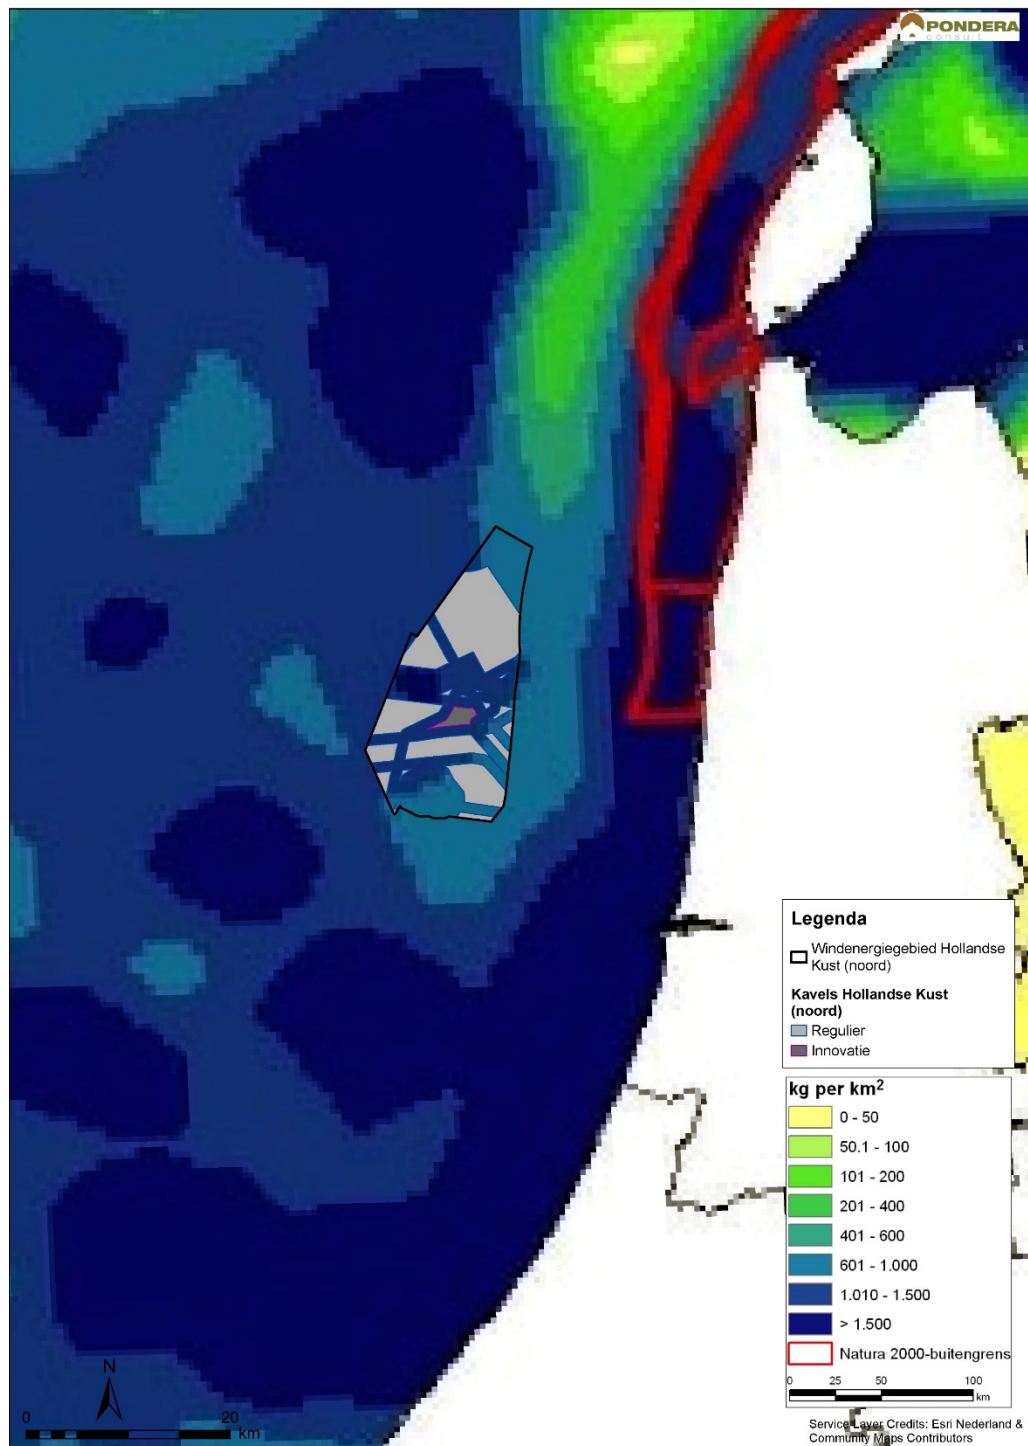 PONDERA
consult
Legenda
Windenergiegebied Hollandse
Kust (noord)
Kavels Hollandse Kust
(noord)
Regulier
Innovatie
kg per km²
0 - 50
50.1 - 100
101 - 200
201 - 400
401 - 600
601 - 1.000
1.010 - 1.500
> 1.500
Natura 2000-buitengrens
0 25 50 100
km
N
0 20
km
Service Layer Credits: Esri Nederland &
Community Maps Contributors